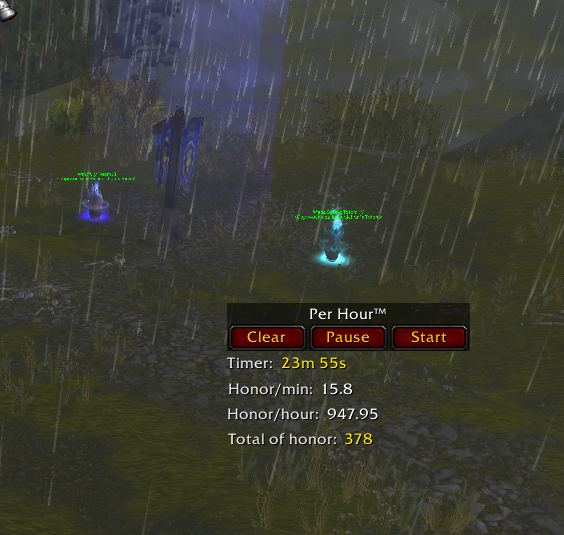 Per Hour™
Clear Pause Start
Timer: 23m 55s
Honor/min: 15.8
Honor/hour: 947.95
Total of honor: 378